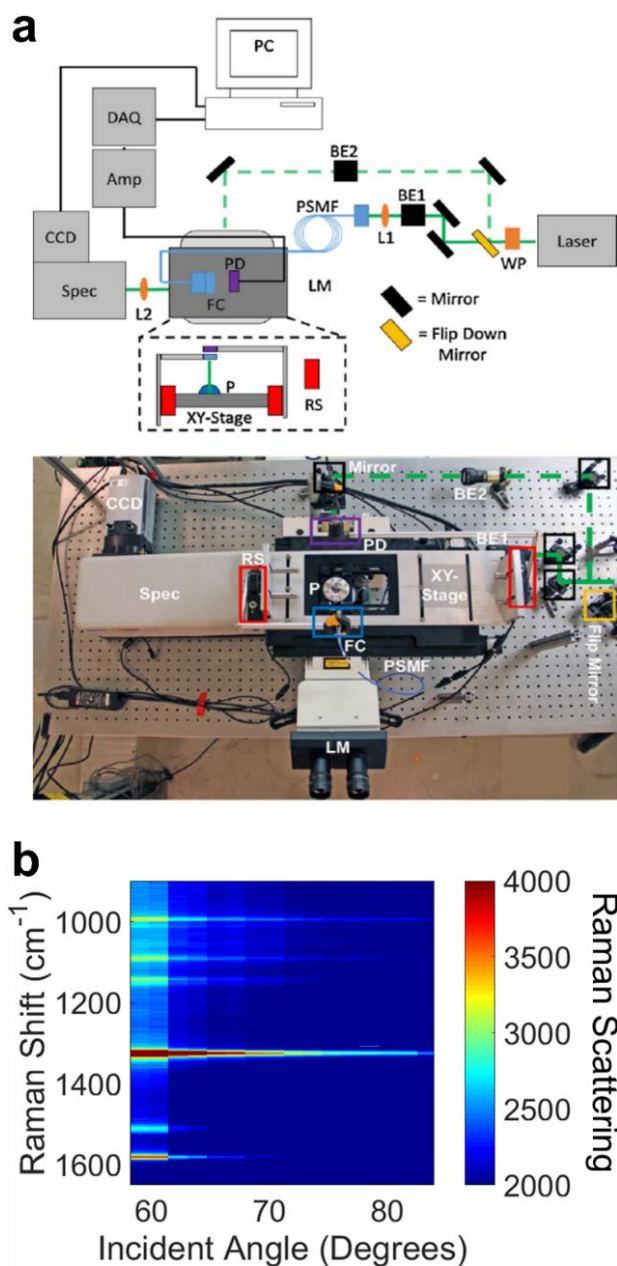 a
PC
DAQ
Amp
BE2
PSMF
BE1
CCD
PD
L1
WP
Laser
Spec
L2
FC
LM
= Mirror
= Flip Down
Mirror
P
XY-Stage
RS
Mirror
CCD
BE2
BE1
PD
RS
Spec
P
XY-
Stage
FC
Flip Mirror
PSMF
LM
b
Raman Shift (cm-1)
1000
1200
1400
1600
60
70
80
Incident Angle (Degrees)
4000
3500
3000
2500
2000
Raman Scattering